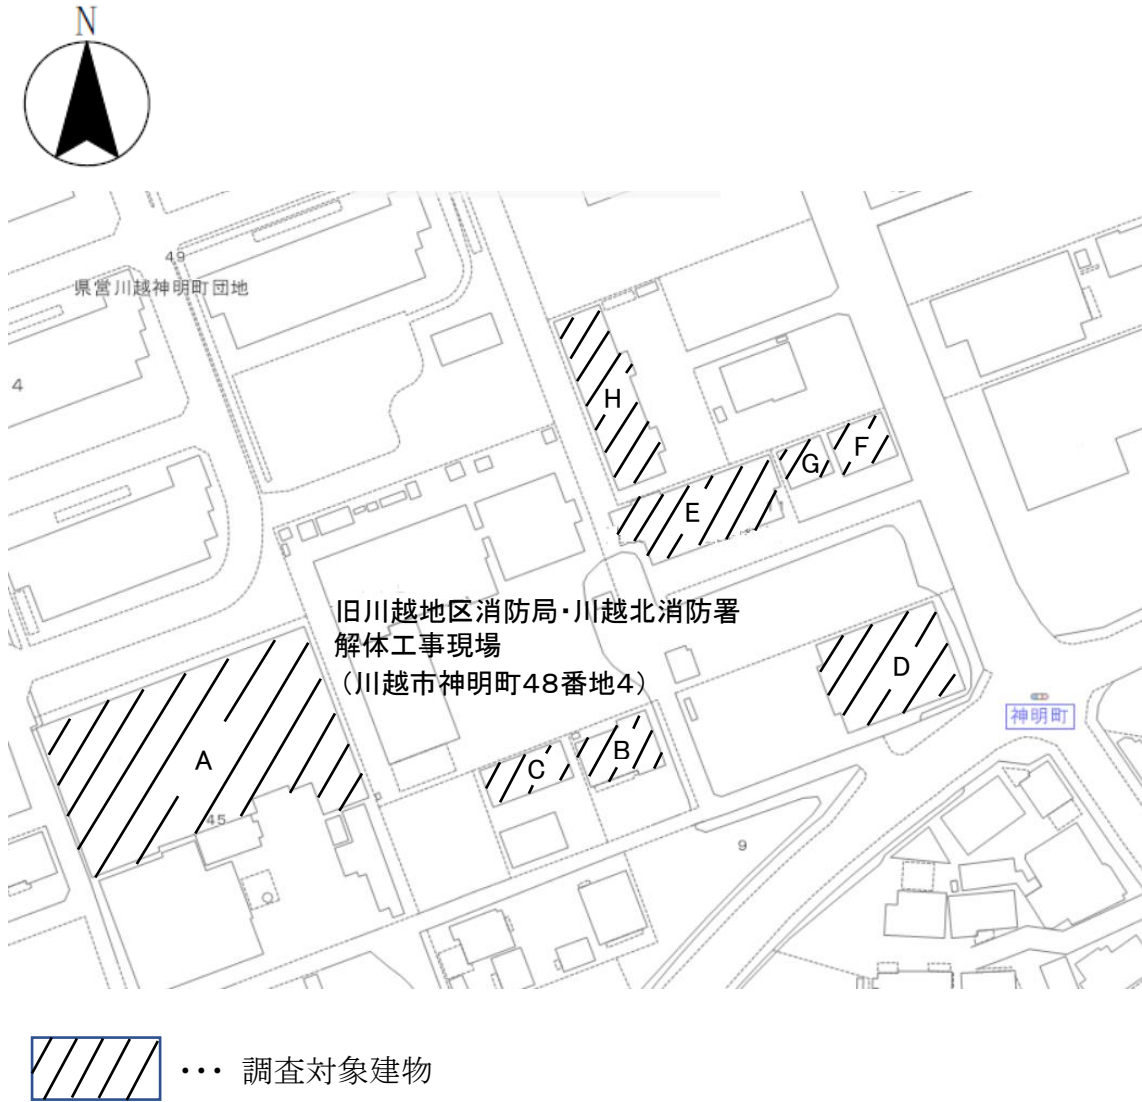 N
49
県営川越神明町団地
4
H
F
G
E
旧川越地区消防局・川越北消防署
解体工事現場
（川越市神明町48番地4）
D
神明町
A
B
C
45
9
・・・ 調査対象建物